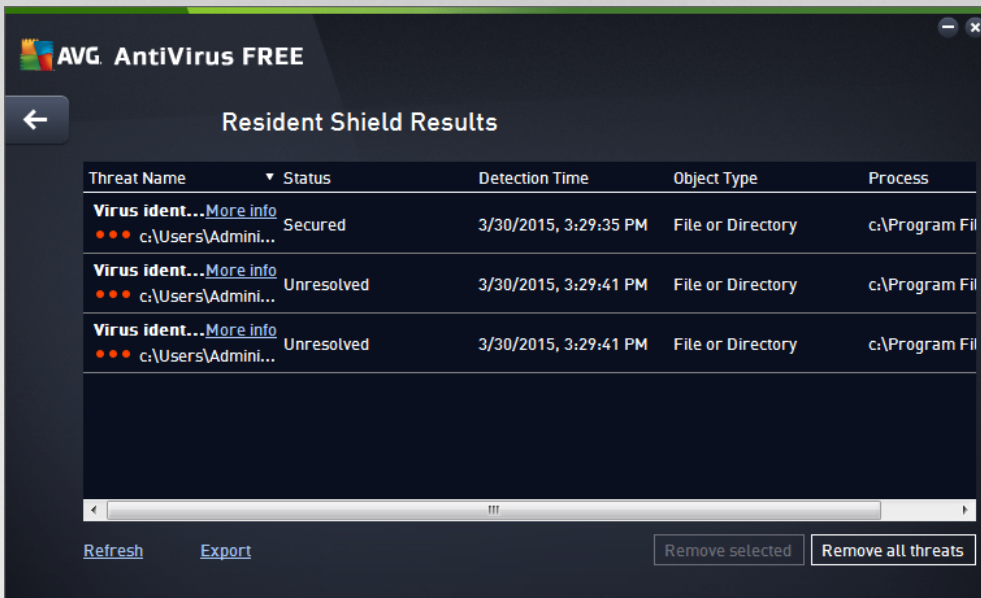 AVG AntiVirus FREE
Resident Shield Results
Threat Name Status Detection Time Object Type Process
Virus ident...More info
c:\Users\Admini...
Secured 3/30/2015, 3:29:35 PM File or Directory c:\Program Fil
Virus ident...More info
c:\Users\Admini...
Unresolved 3/30/2015, 3:29:41 PM File or Directory c:\Program Fil
Virus ident...More info
c:\Users\Admini...
Unresolved 3/30/2015, 3:29:41 PM File or Directory c:\Program Fil
Refresh Export Remove selected Remove all threats